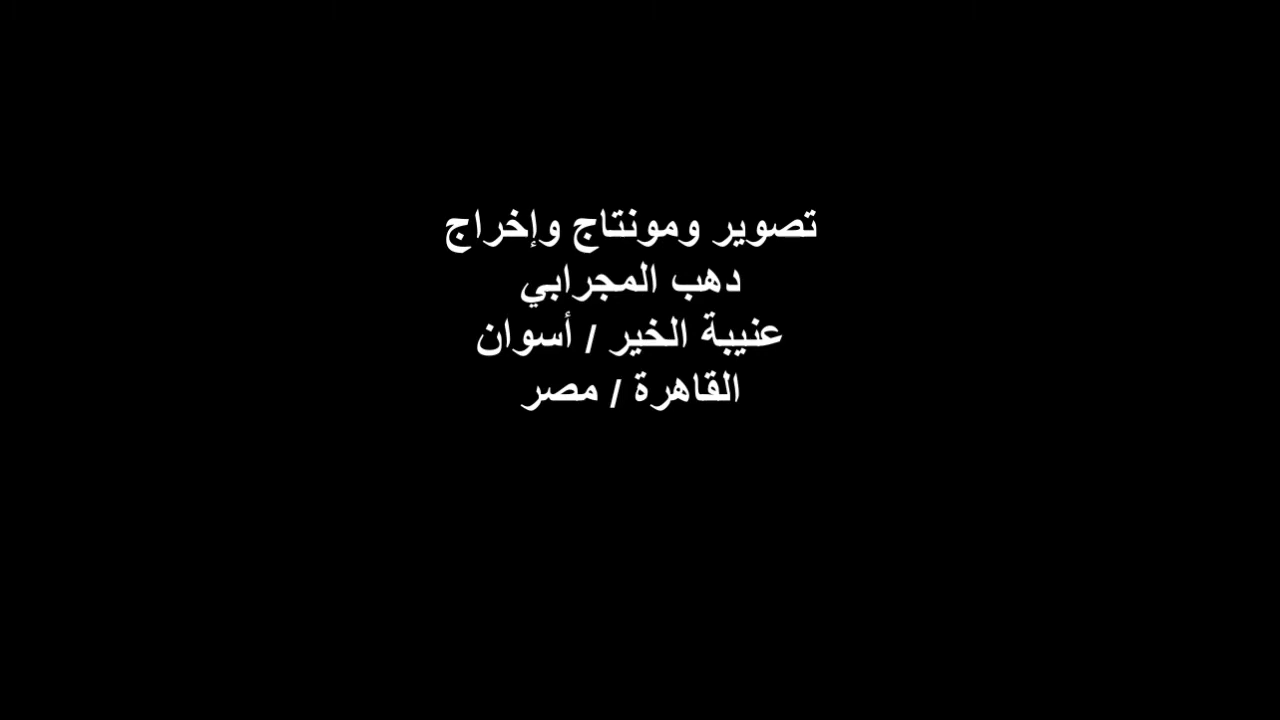 تصوير ومونتاج وإخراج
دهب المجرابي
عنيبة الخير / أسوان
القاهرة / مصر